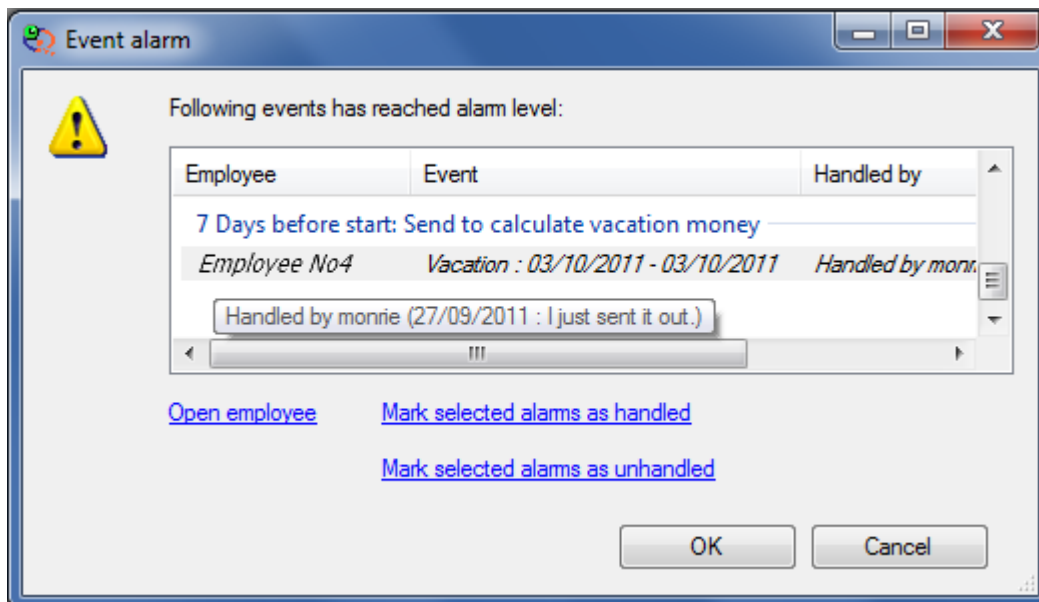 Event alarm
Following events has reached alarm level:
Employee Event Handled by
7 Days before start: Send to calculate vacation money
Employee No4 Vacation : 03/10/2011 - 03/10/2011 Handled by
Handled by monrie (27/09/2011 : I just sent it out.)
Open employee Mark selected alarms as handled
Mark selected alarms as unhandled
OK Cancel